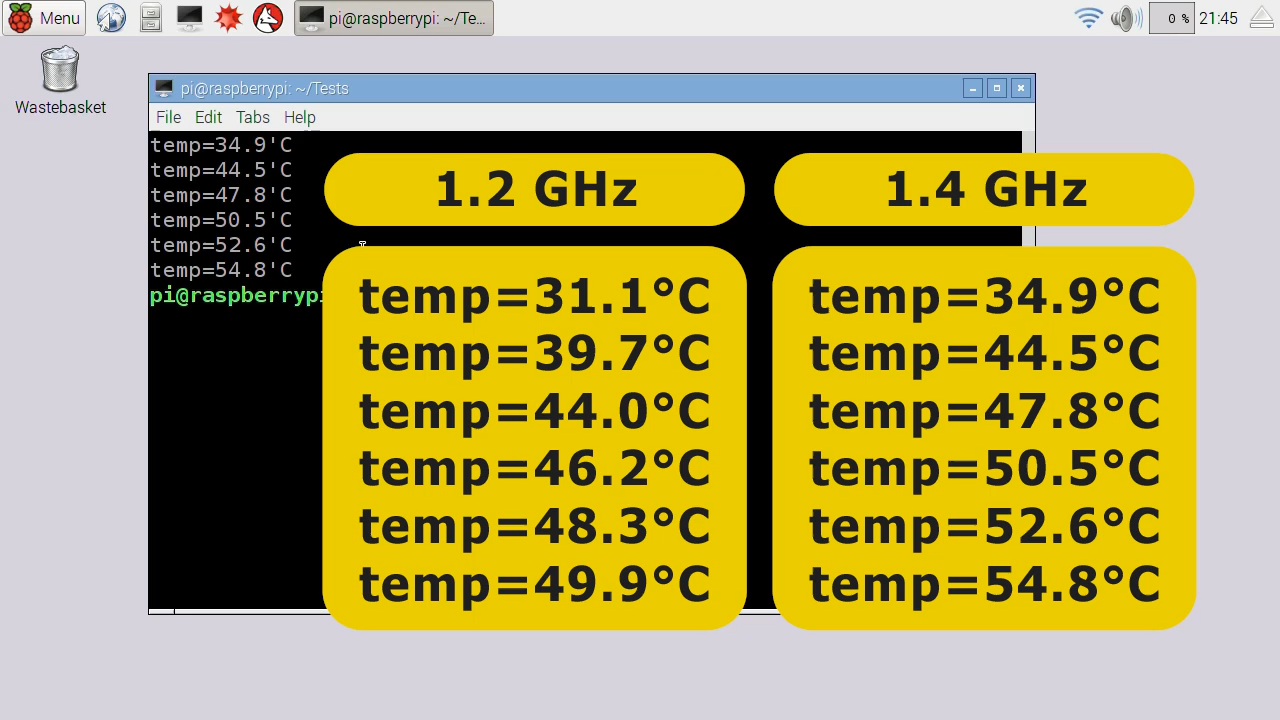 Menu
pi@raspberrypi: ~/Te...
0 %
21:45
Wastebasket
pi@raspberrypi: ~/Tests
File Edit Tabs Help
temp=34.9'C
temp=44.5'C
temp=47.8'C
temp=50.5'C
temp=52.6'C
temp=54.8'C
pi@raspberrypi
1.2 GHz
temp=31.1°C
temp=39.7°C
temp=44.0°C
temp=46.2°C
temp=48.3°C
temp=49.9°C
1.4 GHz
temp=34.9°C
temp=44.5°C
temp=47.8°C
temp=50.5°C
temp=52.6°C
temp=54.8°C